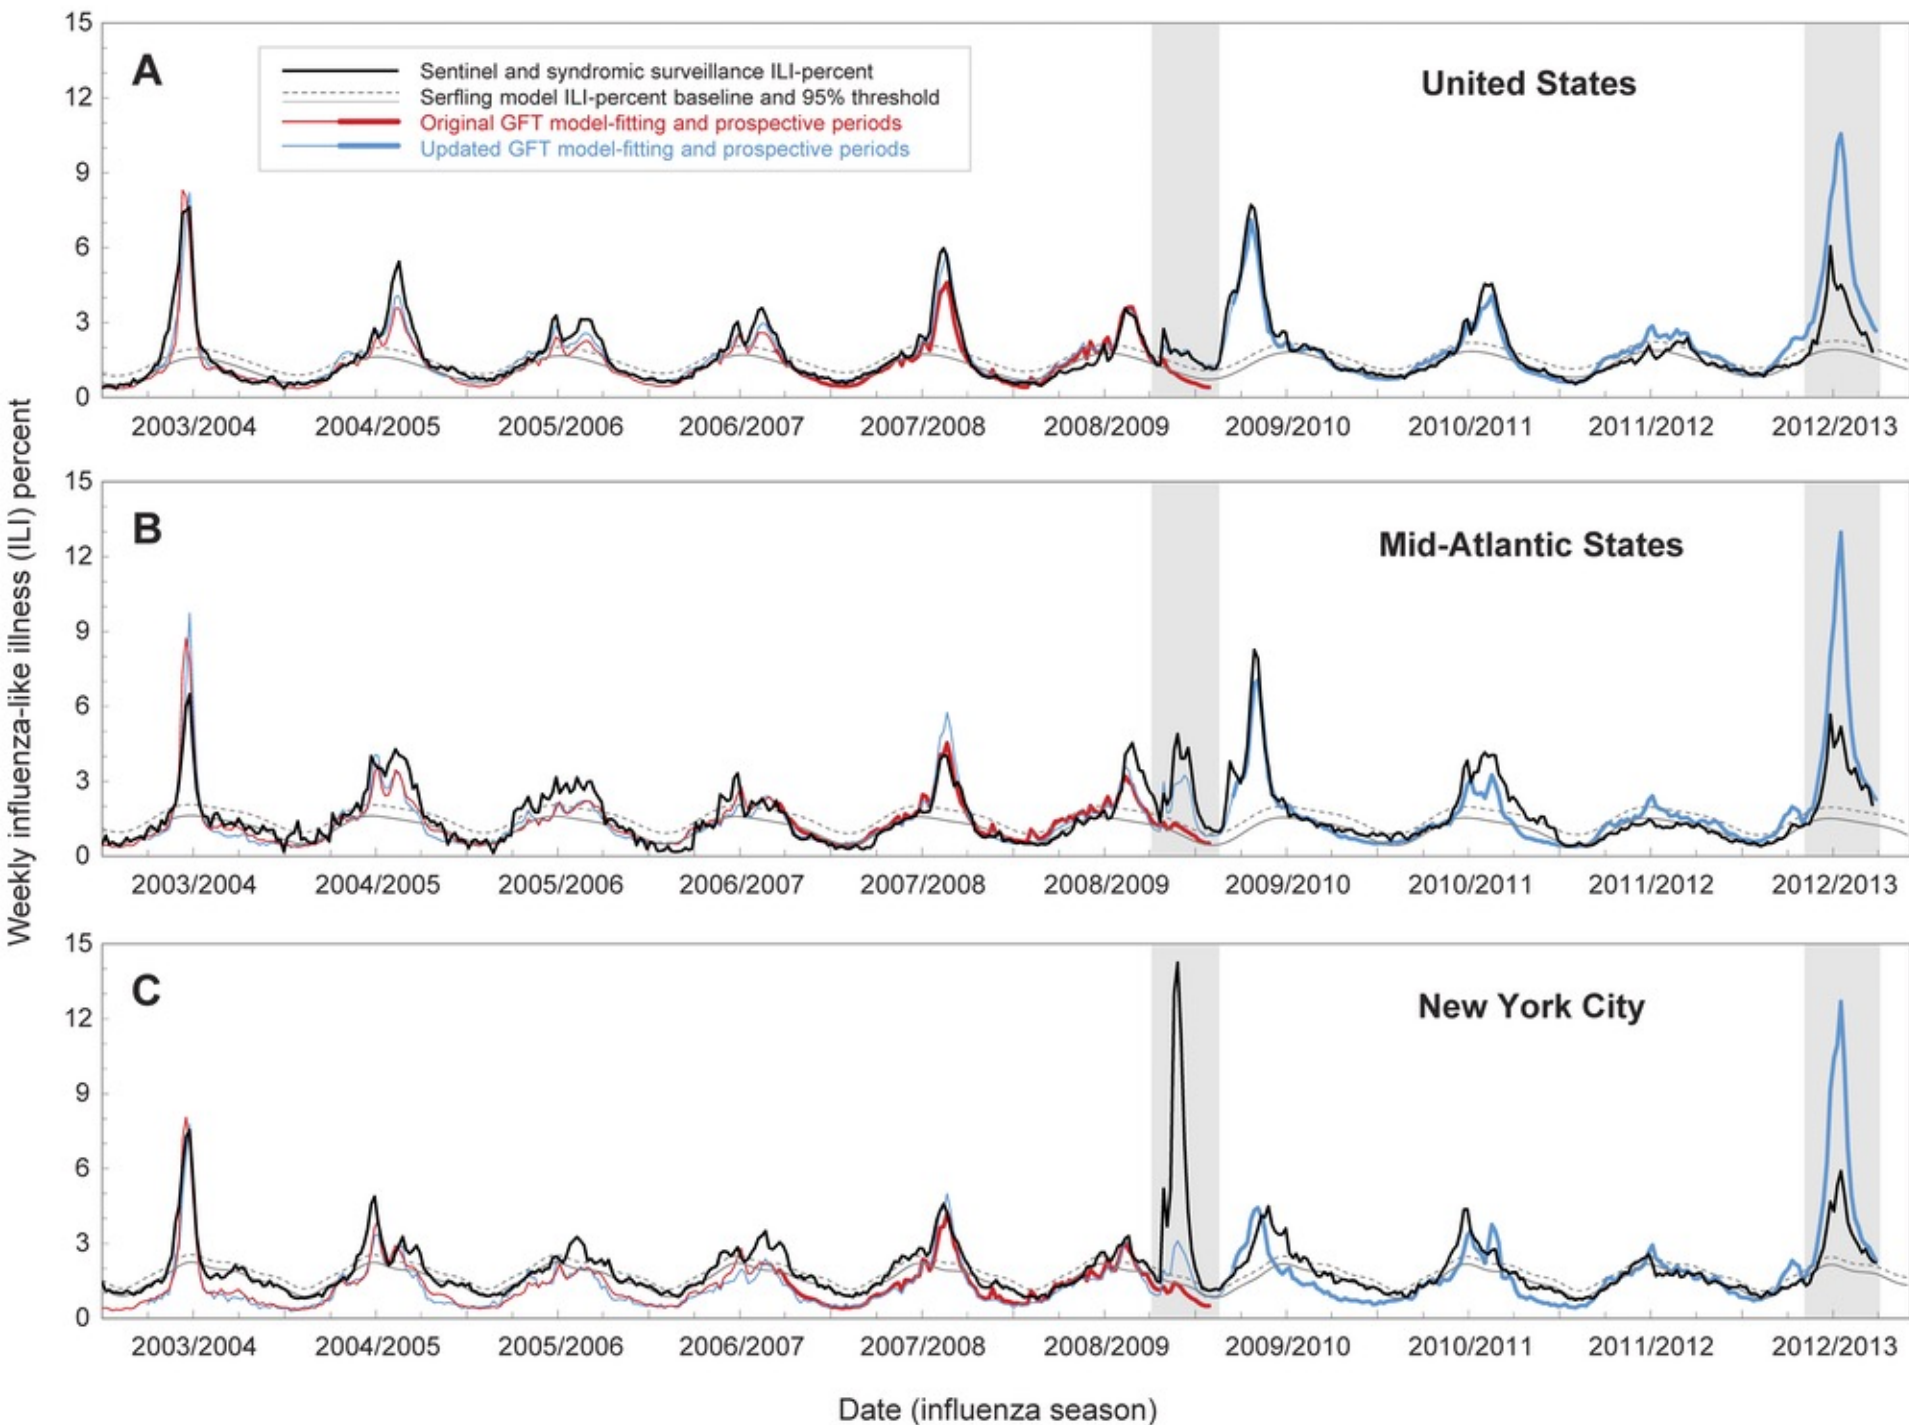 Weekly influenza-like illness (ILI) percent
A
United States
Sentinel and syndromic surveillance ILI-percent
Serfling model ILI-percent baseline and 95% threshold
Original GFT model-fitting and prospective periods
Updated GFT model-fitting and prospective periods
15
12
9
6
3
0
2003/2004 2004/2005 2005/2006 2006/2007 2007/2008 2008/2009 2009/2010 2010/2011 2011/2012 2012/2013
B
Mid-Atlantic States
15
12
9
6
3
0
2003/2004 2004/2005 2005/2006 2006/2007 2007/2008 2008/2009 2009/2010 2010/2011 2011/2012 2012/2013
C
New York City
15
12
9
6
3
0
2003/2004 2004/2005 2005/2006 2006/2007 2007/2008 2008/2009 2009/2010 2010/2011 2011/2012 2012/2013
Date (influenza season)